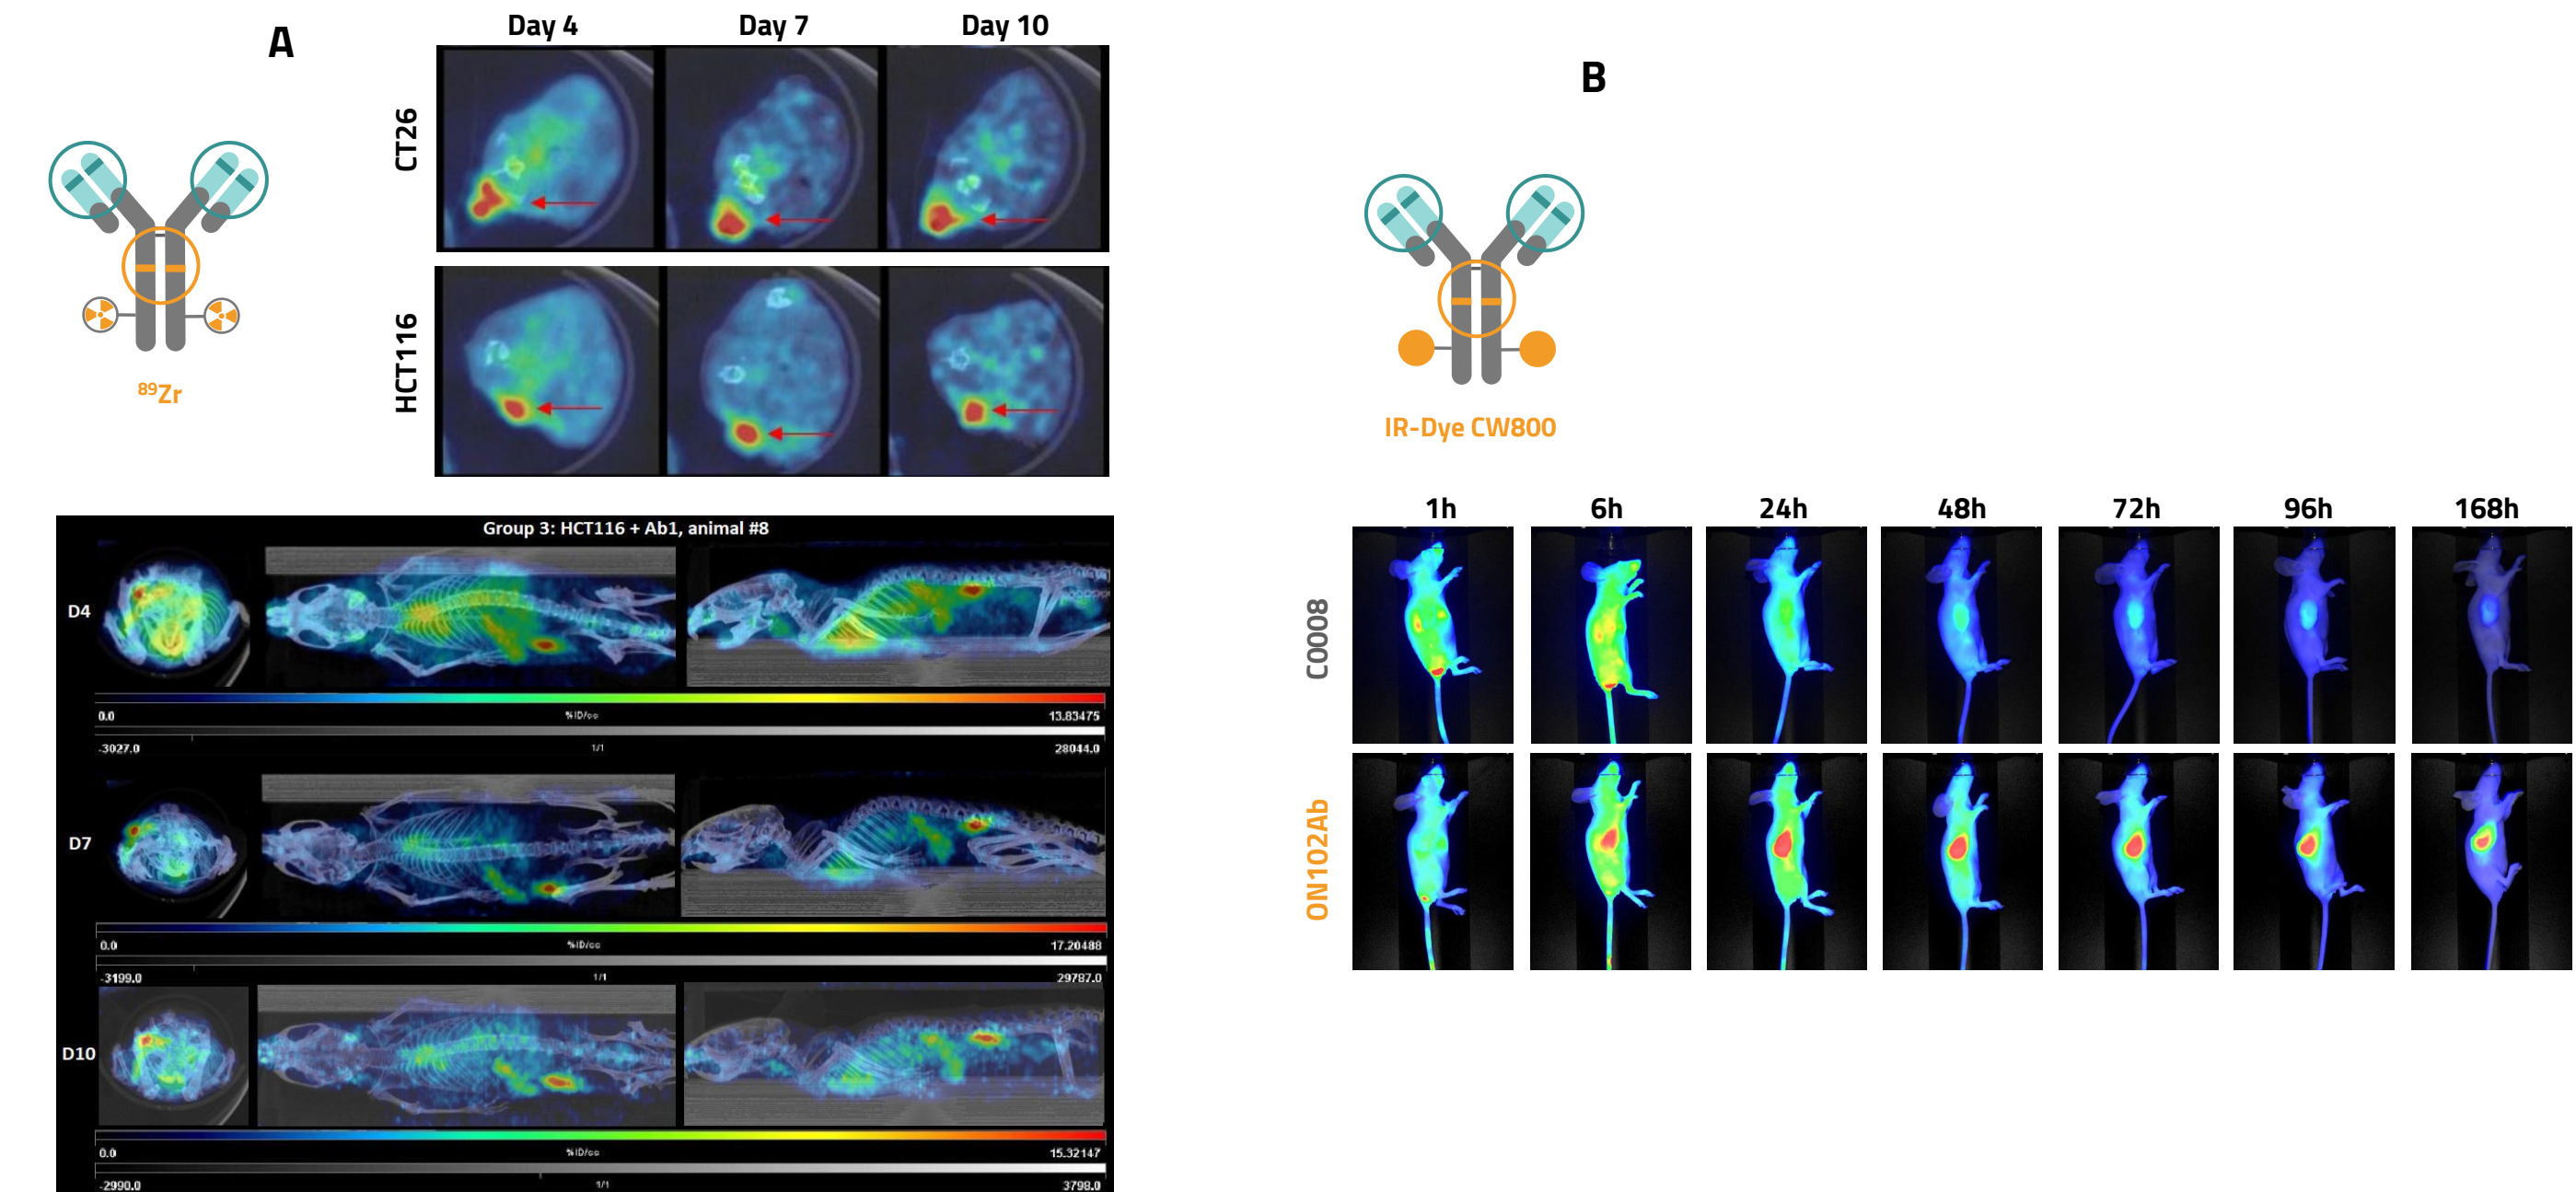 A
Day 4 Day 7 Day 10
CT26
HCT116
⁸⁹Zr
Group 3: HCT116 + Ab1, animal #8
D4
0.0 %ID/cc 13.83475
-3027.0 1/1 28044.0
D7
0.0 %ID/cc 17.20488
-3199.0 1/1 29787.0
D10
0.0 %ID/cc 15.32147
-2990.0 1/1 3798.0
B
IR-Dye CW800
1h 6h 24h 48h 72h 96h 168h
C0008
ON102Ab